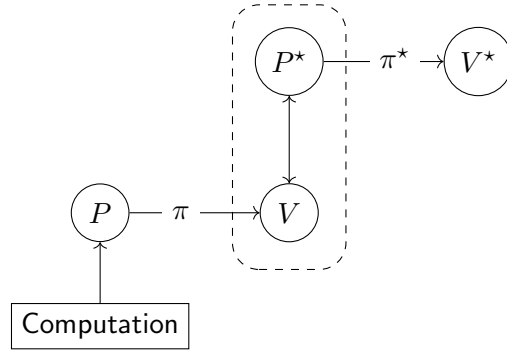 P⋆ π⋆ V⋆
P π V
Computation